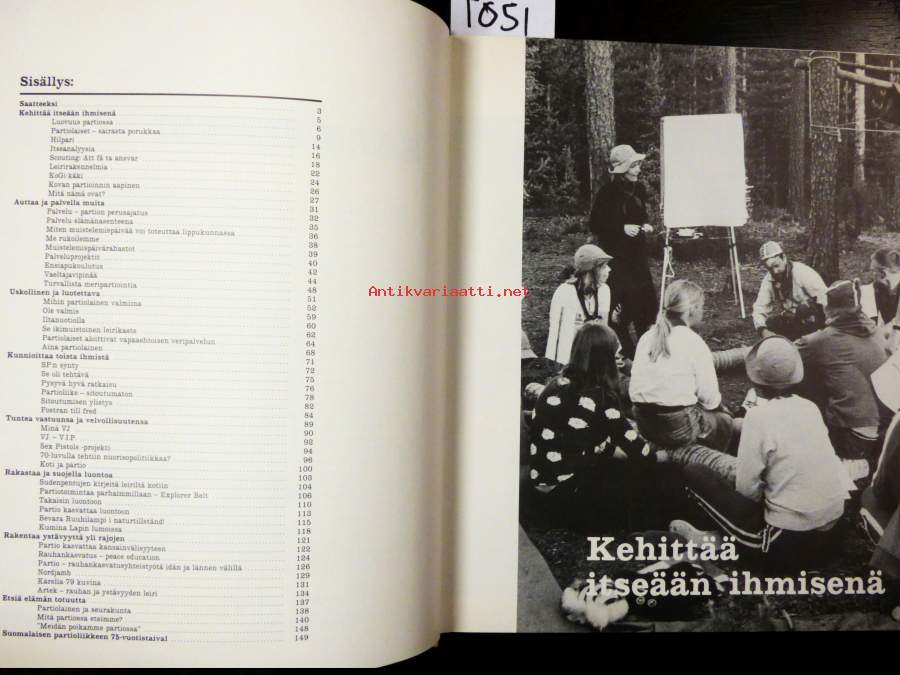 1051
Sisällys:
Saatteeksi 3
Kehittää itseään ihmisenä 5
Luovuus partiossa 6
Partiolaiset – sairasta porukkaa 9
Hilpari 14
Itseanalyysia 16
Scouting: Att få ta ansvar 18
Leirirakennelmia 22
KoGi-käki 24
Kovan partioinnin aapinen 26
Mitä nämä ovat? 27
Auttaa ja palvella muita 31
Palvelu – partion perusajatus 32
Palvelu elämänasenteena 35
Miten muistelemispäivää voi toteuttaa lippukunnassa 36
Me rukoilemme 38
Muistelemispäivärahastot 39
Palveluprojektit 40
Ensiapukoulutus 42
Vaeltajavipinää 44
Turvallista meripartiointia 48
Uskollinen ja luotettava 51
Mihin partiolainen valmiina 52
Ole valmis 59
Iltanuotiolla 60
Se ikimuistoinen leirikaste 62
Partiolaiset aloittivat vapaaehtoisen veripalvelun 64
Aina partiolainen 68
Kunnioittaa toista ihmistä 71
SP:n synty 72
Se oli tehtävä 75
Pysyvä hyvä ratkaisu 76
Partioliike – sitoutumaton 78
Sitoutumisen ylistys 82
Fostran till fred 84
Tuntea vastuunsa ja velvollisuutensa 89
Minä VJ 90
VJ – V.I.P. 92
Sex Pistols -projekti 94
70-luvulla tehtiin nuorisopolitiikkaa? 96
Koti ja partio 100
Rakastaa ja suojella luontoa 103
Sudenpentujen kirjeitä leiriltä kotiin 104
Partiotoimintaa parhaimmillaan – Explorer Belt 106
Takaisin luontoon 110
Partio kasvattaa luontoon 113
Bevara Ruuhilampi i naturtillstånd! 115
Kumina Lapin lumoissa 118
Rakentaa ystävyyttä yli rajojen 121
Partio kasvattaa kansainvälisyyteen 122
Rauhankasvatus – peace education 124
Partio – rauhankasvatusyhteistyötä idän ja lännen välillä 126
Nordjamb 129
Karelia 79 kuvina 131
Artek – rauhan ja ystävyyden leiri 134
Etsiä elämän totuutta 137
Partiolainen ja seurakunta 138
Mitä partiossa etsimme? 140
"Meidän poikamme partiossa" 148
Suomalaisen partioliikkeen 75-vuotistaival 149
Antikvariaatti.net
Kehittää
itseään ihmisenä